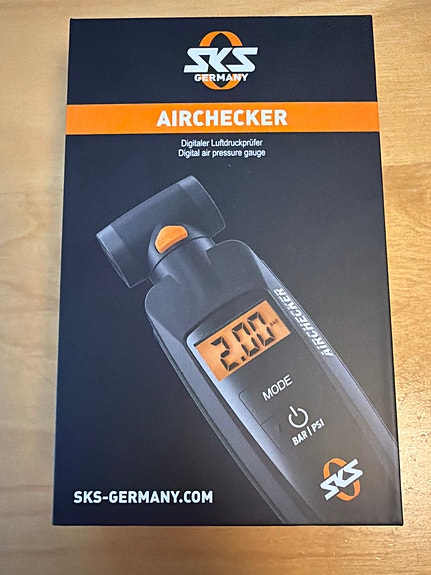 SKS
GERMANY
AIRCHECKER
Digitaler Luftdruckprüfer
Digital air pressure gauge
2.00 BAR
AIRCHECKER
MODE
BAR | PSI
SKS
SKS-GERMANY.COM